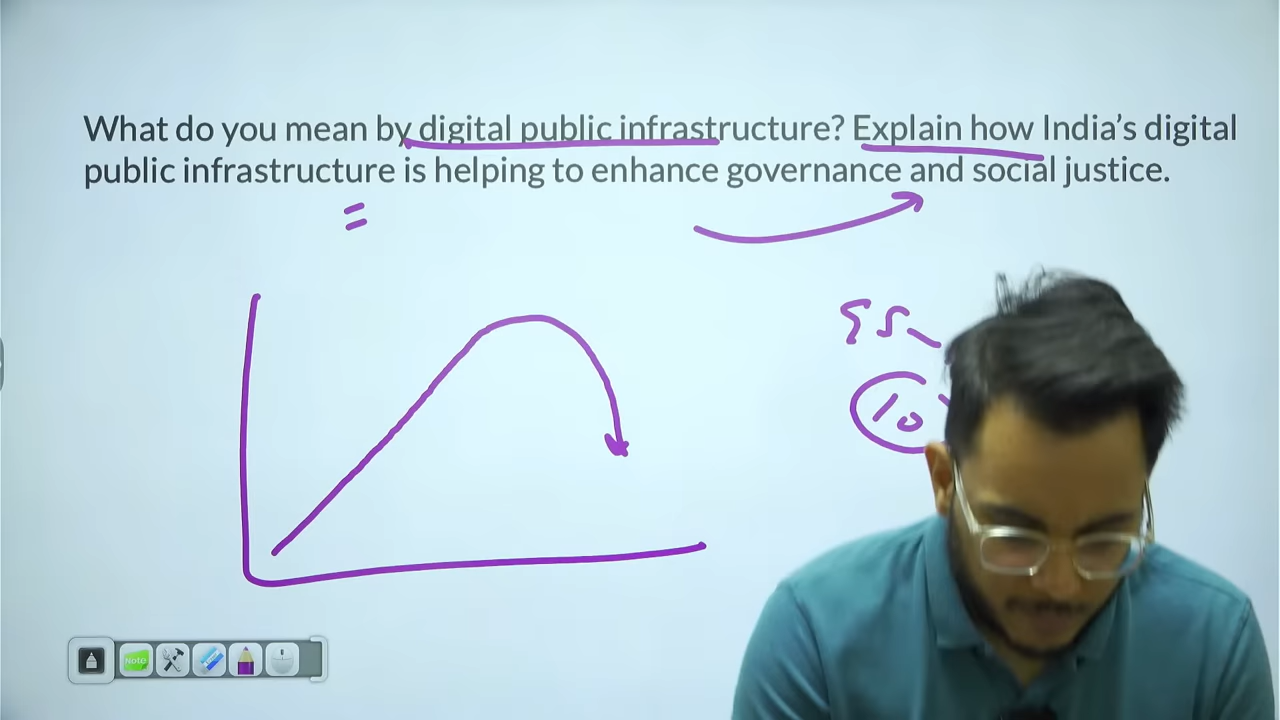 What do you mean by digital public infrastructure? Explain how India's digital
public infrastructure is helping to enhance governance and social justice.
10
NOTE